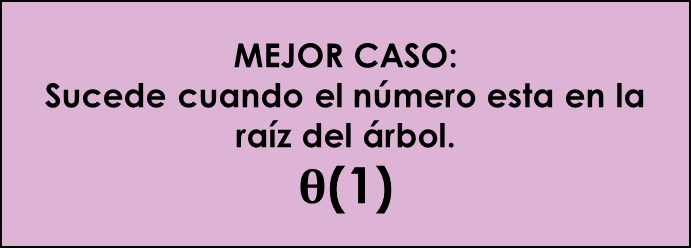 MEJOR CASO:
Sucede cuando el número esta en la
raíz del árbol.
θ(1)